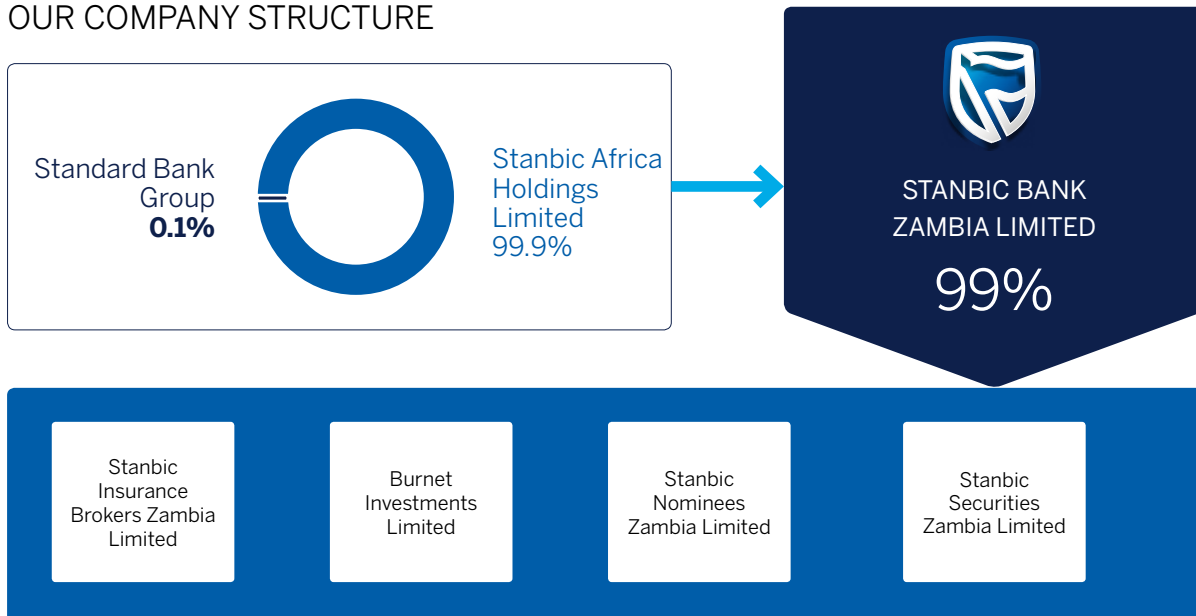 OUR COMPANY STRUCTURE
Standard Bank
Group
0.1%
Stanbic Africa
Holdings
Limited
99.9%
STANBIC BANK
ZAMBIA LIMITED
99%
Stanbic
Insurance
Brokers Zambia
Limited
Burnet
Investments
Limited
Stanbic
Nominees
Zambia Limited
Stanbic
Securities
Zambia Limited